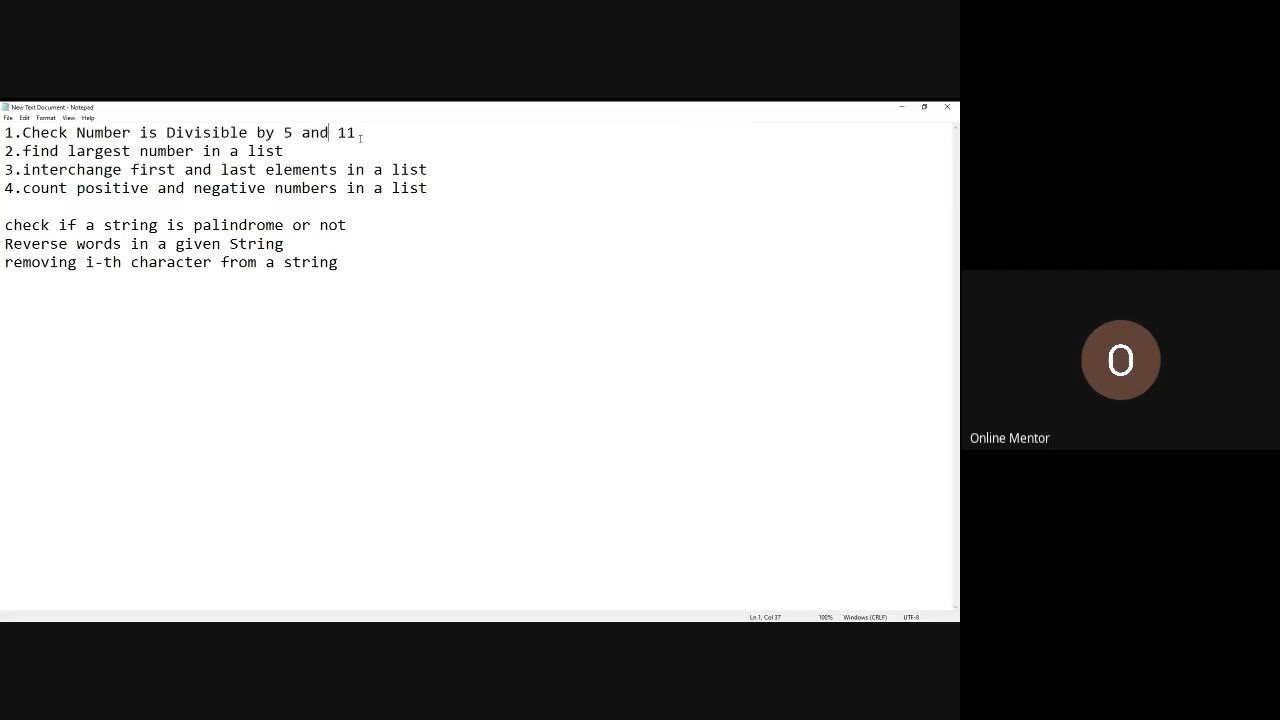 New Text Document - Notepad
File Edit Format View Help
1.Check Number is Divisible by 5 and 11
2.find largest number in a list
3.interchange first and last elements in a list
4.count positive and negative numbers in a list
check if a string is palindrome or not
Reverse words in a given String
removing i-th character from a string
O
Online Mentor
Ln 1, Col 37 100% Windows (CRLF) UTF-8